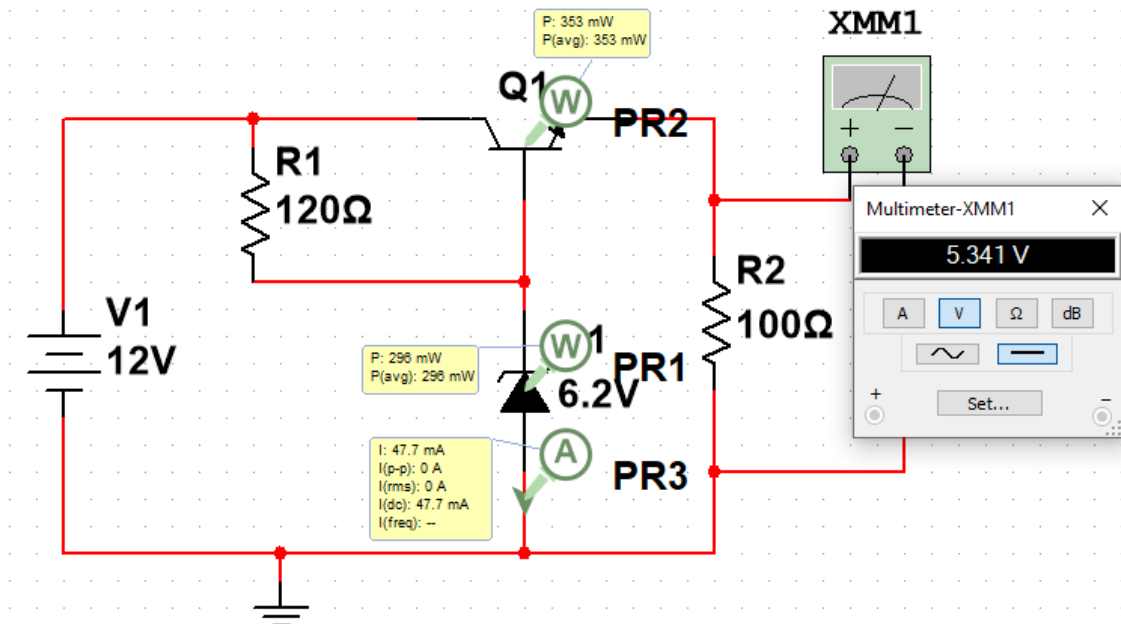 P: 353 mW
P(avg): 353 mW
XMM1
Q1
W
PR2
+
−
R1
120Ω
Multimeter-XMM1
5.341 V
A
V
Ω
dB
+
Set...
−
R2
100Ω
V1
12V
P: 296 mW
P(avg): 296 mW
W
1
PR1
6.2V
I: 47.7 mA
I(p-p): 0 A
I(rms): 0 A
I(dc): 47.7 mA
I(freq): --
A
PR3